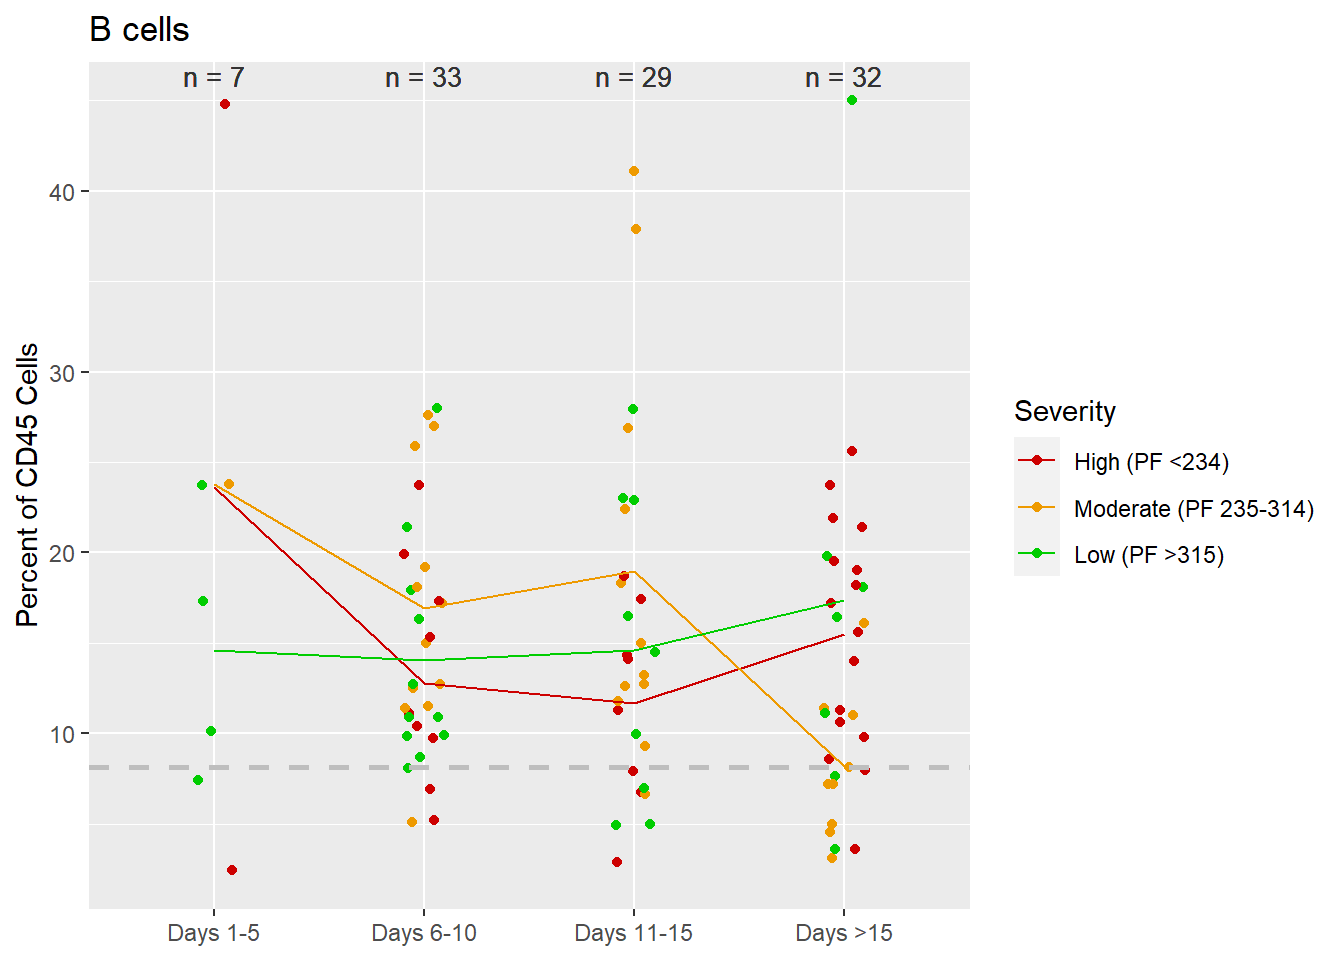 B cells
n = 7
n = 33
n = 29
n = 32
40
30
20
10
Percent of CD45 Cells
Days 1-5
Days 6-10
Days 11-15
Days >15
Severity
High (PF <234)
Moderate (PF 235-314)
Low (PF >315)